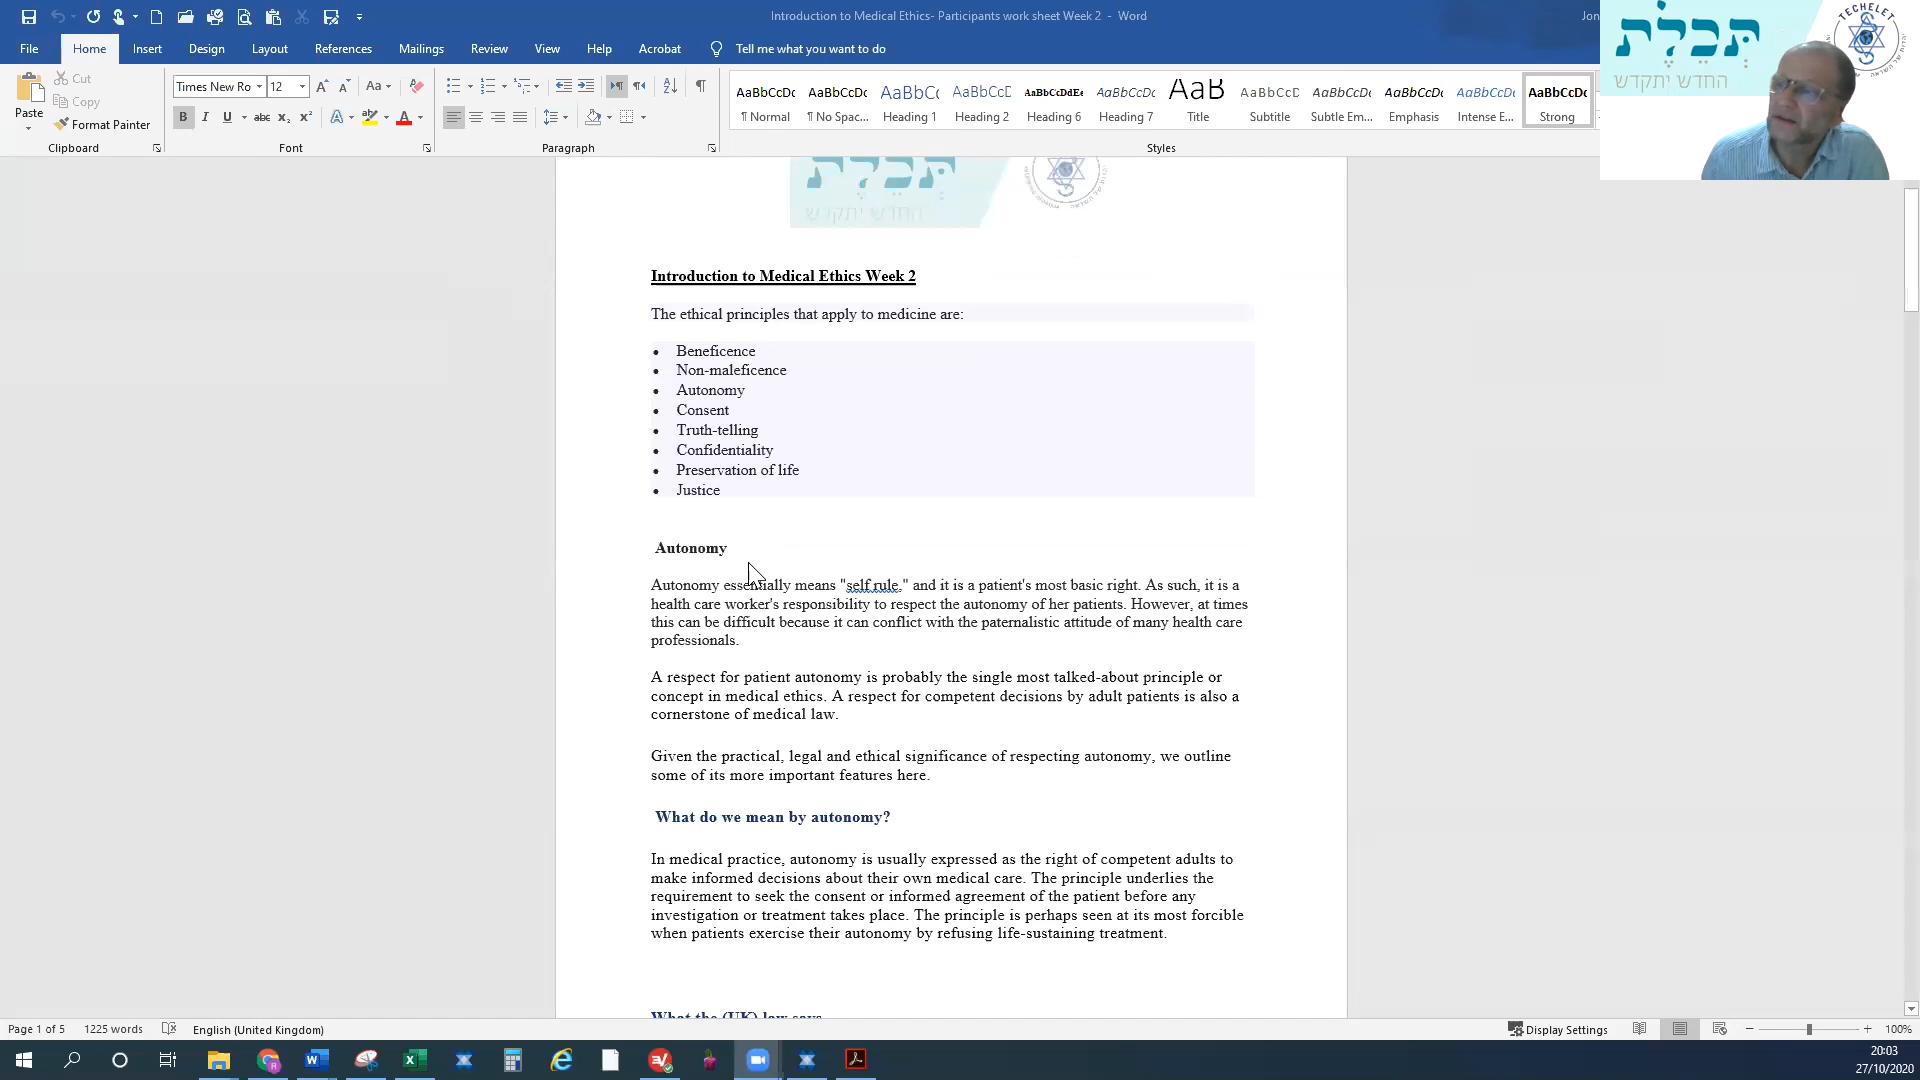 Introduction to Medical Ethics- Participants work sheet Week 2 - Word
Jon
File Home Insert Design Layout References Mailings Review View Help Acrobat Tell me what you want to do
Paste
Cut
Copy
Format Painter
Clipboard
Times New Ro 12
Font
Paragraph
AaBbCcDc AaBbCcDc AaBbC( AaBbCcD AaBbCcDdEe AaBbCcDc AaB AaBbCcD AaBbCcDc AaBbCcDc AaBbCcDc AaBbCcDc
¶ Normal ¶ No Spac... Heading 1 Heading 2 Heading 6 Heading 7 Title Subtitle Subtle Em... Emphasis Intense E... Strong
Styles
תְּכֵלֶת
החדש יתקדש
TECHELET
תְּכֵלֶת
החדש יתקדש
Introduction to Medical Ethics Week 2
The ethical principles that apply to medicine are:
• Beneficence
• Non-maleficence
• Autonomy
• Consent
• Truth-telling
• Confidentiality
• Preservation of life
• Justice
Autonomy
Autonomy essentially means "self rule," and it is a patient's most basic right. As such, it is a
health care worker's responsibility to respect the autonomy of her patients. However, at times
this can be difficult because it can conflict with the paternalistic attitude of many health care
professionals.
A respect for patient autonomy is probably the single most talked-about principle or
concept in medical ethics. A respect for competent decisions by adult patients is also a
cornerstone of medical law.
Given the practical, legal and ethical significance of respecting autonomy, we outline
some of its more important features here.
What do we mean by autonomy?
In medical practice, autonomy is usually expressed as the right of competent adults to
make informed decisions about their own medical care. The principle underlies the
requirement to seek the consent or informed agreement of the patient before any
investigation or treatment takes place. The principle is perhaps seen at its most forcible
when patients exercise their autonomy by refusing life-sustaining treatment.
What the (UK) law says
Page 1 of 5 1225 words English (United Kingdom) Display Settings 100%
20:03
27/10/2020